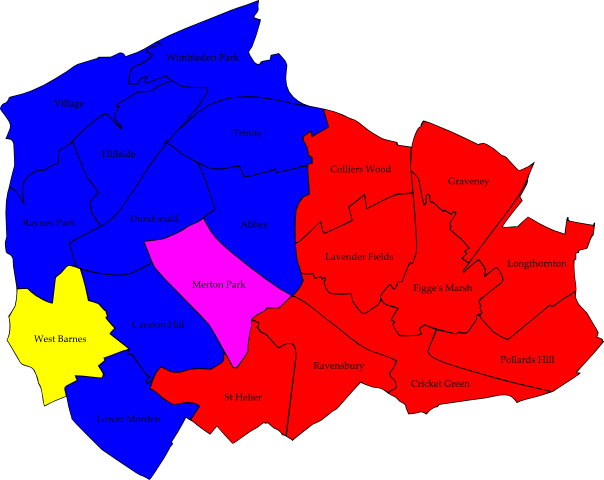 Wimbledon Park
Village
Trinity
Hillside
Colliers Wood
Graveney
Raynes Park
Dundonald
Abbey
Lavender Fields
Longthornton
Merton Park
Figge's Marsh
West Barnes
Cannon Hill
Pollards Hill
Ravensbury
Cricket Green
St Helier
Lower Morden